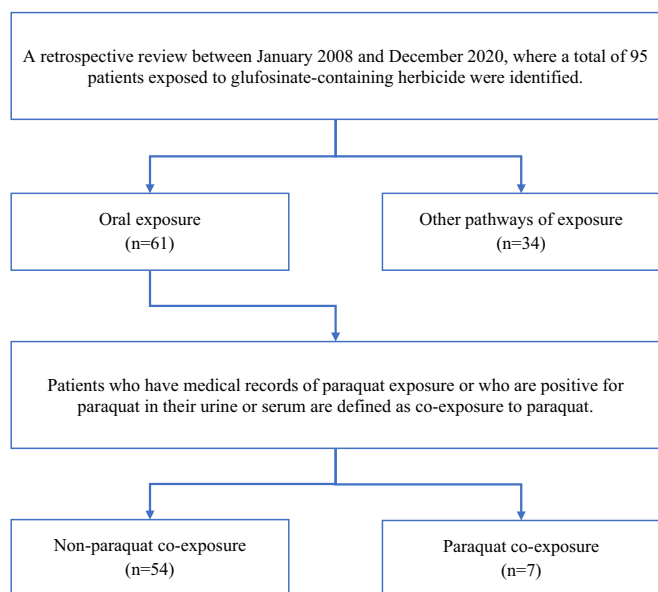 A retrospective review between January 2008 and December 2020, where a total of 95
patients exposed to glufosinate-containing herbicide were identified.
Oral exposure
(n=61)
Other pathways of exposure
(n=34)
Patients who have medical records of paraquat exposure or who are positive for
paraquat in their urine or serum are defined as co-exposure to paraquat.
Non-paraquat co-exposure
(n=54)
Paraquat co-exposure
(n=7)